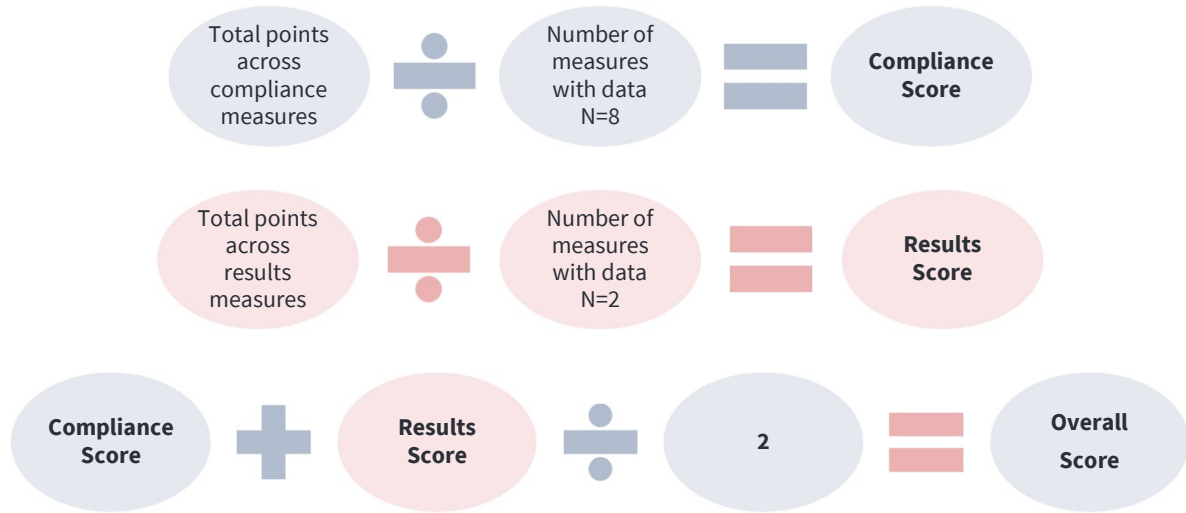 Total points
across
compliance
measures
Number of
measures
with data
N=8
Compliance
Score
Total points
across
results
measures
Number of
measures
with data
N=2
Results
Score
Compliance
Score
Results
Score
2
Overall
Score